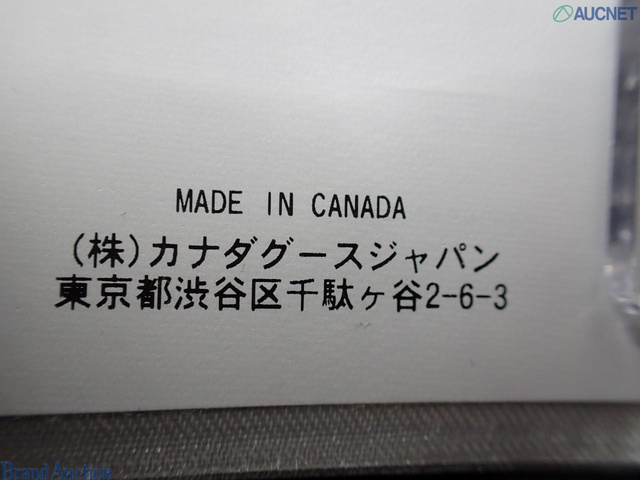 AUCNET
MADE IN CANADA
(株)カナダグースジャパン
東京都渋谷区千駄ヶ谷2-6-3
Brand Auction